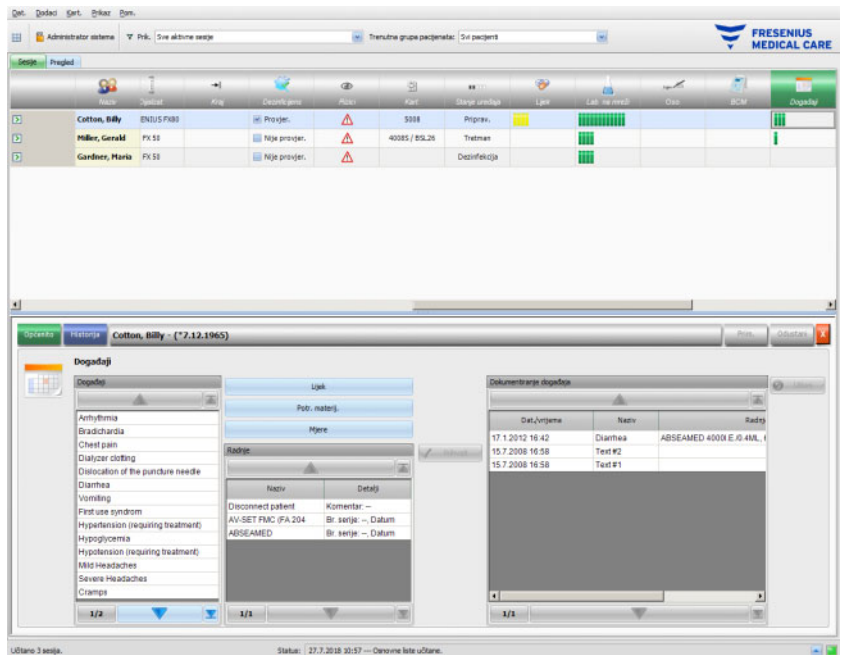 Dat. Dodaci Kart. Prikaz Pom.
Administrator sistema Prik. Sve aktivne sesije Trenutna grupa pacijenata: Svi pacijenti
FRESENIUS
MEDICAL CARE
Sesije Pregled
Naziv Dijalizat Kraj Dezinficijens Rizici Kart Stanje uređaja Lijek Lab. na mreži Oso BCM Događaji
Cotton, Billy ENIUS FX80 Provjer. 5008 Priprav.
Miller, Gerald FX 50 Nije provjer. 4008S / BSL26 Tretman
Gardner, Maria FX 50 Nije provjer. Dezinfekcija
Općenito Historija Cotton, Billy - (*7.12.1965) Prim. Odustani X
Događaji
Događaji
Arrhythmia
Bradichardia
Chest pain
Dialyzer clotting
Dislocation of the puncture needle
Diarrhea
Vomiting
First use syndrom
Hypertension (requiring treatment)
Hypoglycemia
Hypotension (requiring treatment)
Mild Headaches
Severe Headaches
Cramps
1/2
Lijek
Potr. materij.
Mjere
Radnje
Naziv Detalji
Disconnect patient Komentar: --
AV-SET FMC (FA 204 Br. serije: --, Datum
ABSEAMED Br. serije: --, Datum
1/1
Dokumentiranje događaja
Dat./vrijeme Naziv Radnje
17.1.2012 16:42 Diarrhea ABSEAMED 4000I.E./0.4ML,
15.7.2008 16:58 Text #2
15.7.2008 16:58 Text #1
1/1
Učitano 3 sesija. Status: 27.7.2018 10:57 --- Osnovne liste učitane.